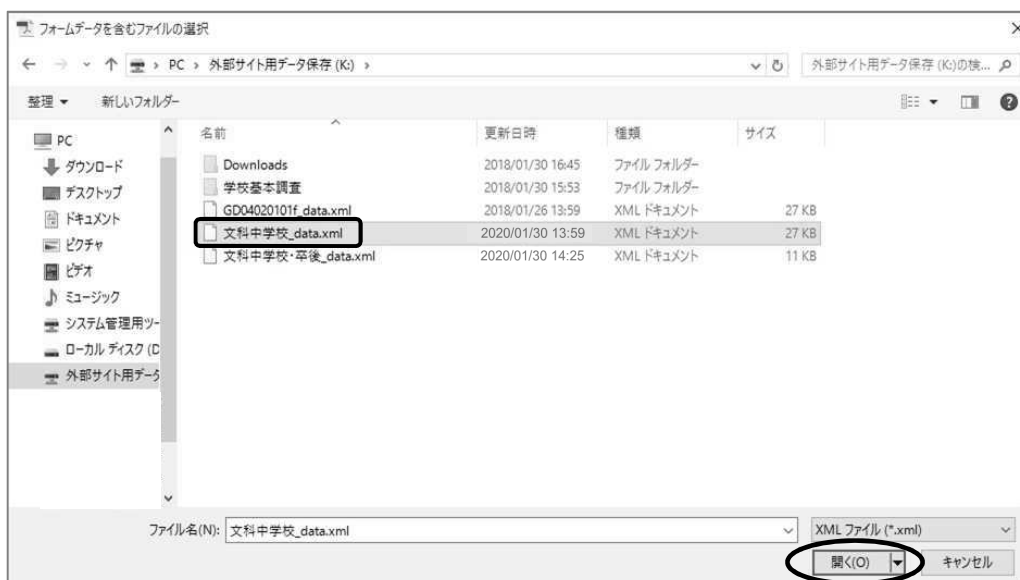 フォームデータを含むファイルの選択
PC › 外部サイト用データ保存 (K:) ›
外部サイト用データ保存 (K:)の検...
整理 新しいフォルダー
名前 更新日時 種類 サイズ
PC
ダウンロード
デスクトップ
ドキュメント
ピクチャ
ビデオ
ミュージック
システム管理用ツー
ローカル ディスク (D
外部サイト用データ
Downloads 2018/01/30 16:45 ファイル フォルダー
学校基本調査 2018/01/30 15:53 ファイル フォルダー
GD04020101f_data.xml 2018/01/26 13:59 XML ドキュメント 27 KB
文科中学校_data.xml 2020/01/30 13:59 XML ドキュメント 27 KB
文科中学校・卒後_data.xml 2020/01/30 14:25 XML ドキュメント 11 KB
ファイル名(N): 文科中学校_data.xml XML ファイル (*.xml)
開く(O) キャンセル